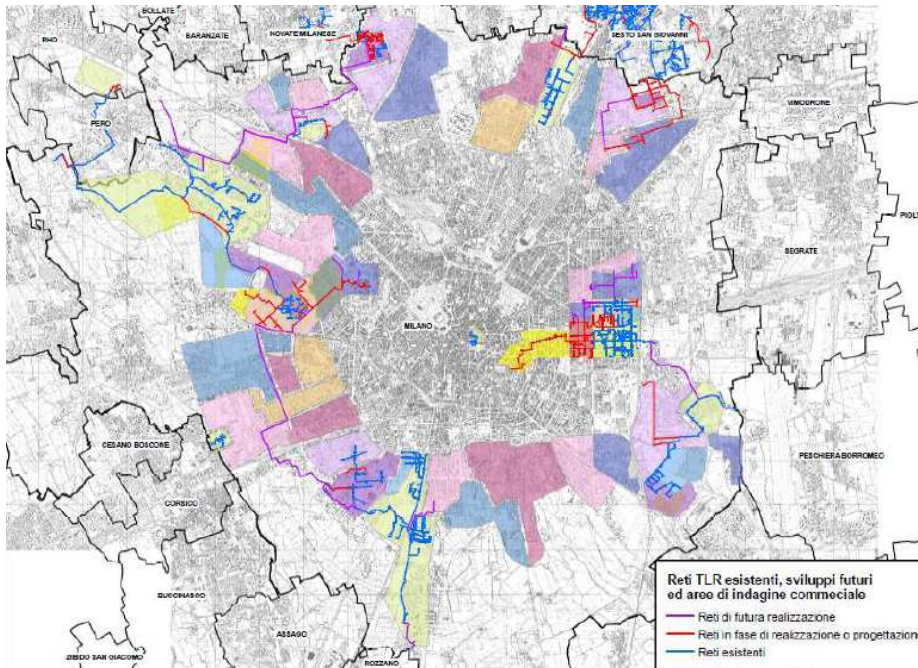 BOLLATE
RHO
BARANZATE
NOVATE MILANESE
SESTO SAN GIOVANNI
VIMODRONE
PERO
PIOLT
SEGRATE
MILANO
CESANO BOSCONE
PESCHIERA BORROMEO
CORSICO
BUCCINASCO
ASSAGO
ZIBIDO SAN GIACOMO
ROZZANO
Reti TLR esistenti, sviluppi futuri
ed aree di indagine commeciale
Reti di futura realizzazione
Reti in fase di realizzazione o progettazione
Reti esistenti